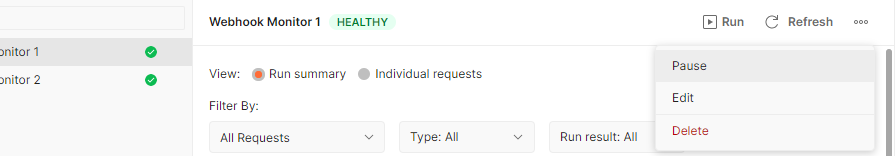 Webhook Monitor 1 HEALTHY Run Refresh
onitor 1
onitor 2
View: Run summary Individual requests
Filter By:
All Requests Type: All Run result: All
Pause
Edit
Delete